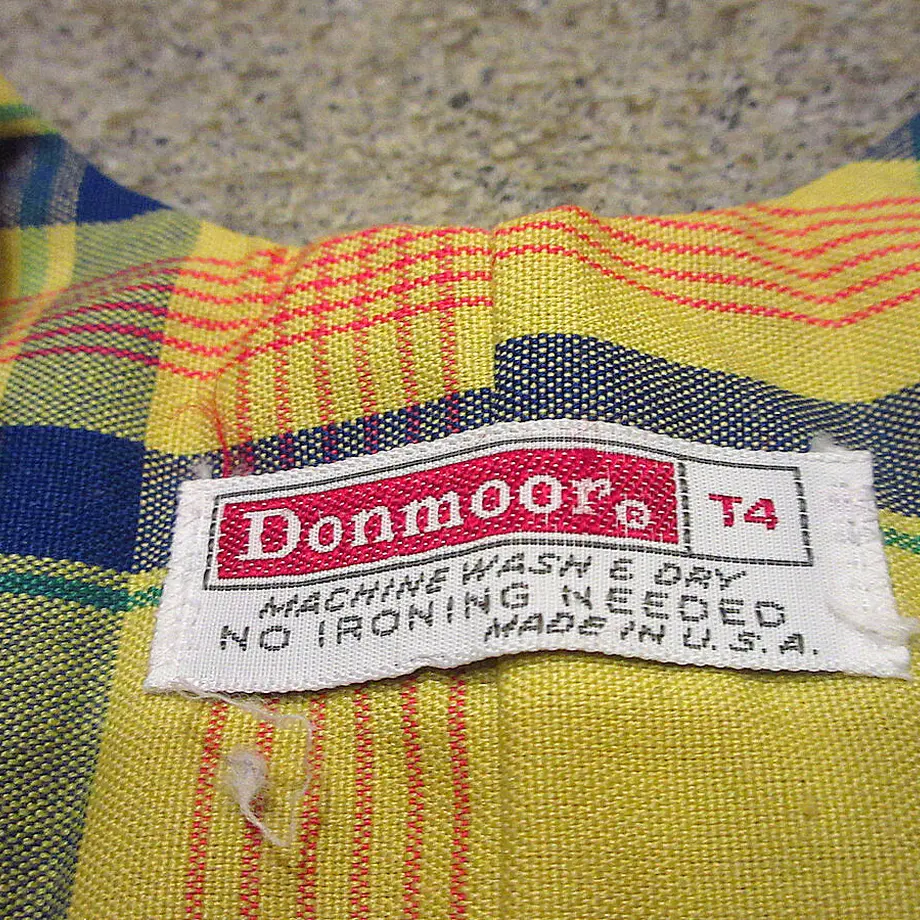 Donmoor® T4
MACHINE WASH & DRY
NO IRONING NEEDED
MADE IN U.S.A.